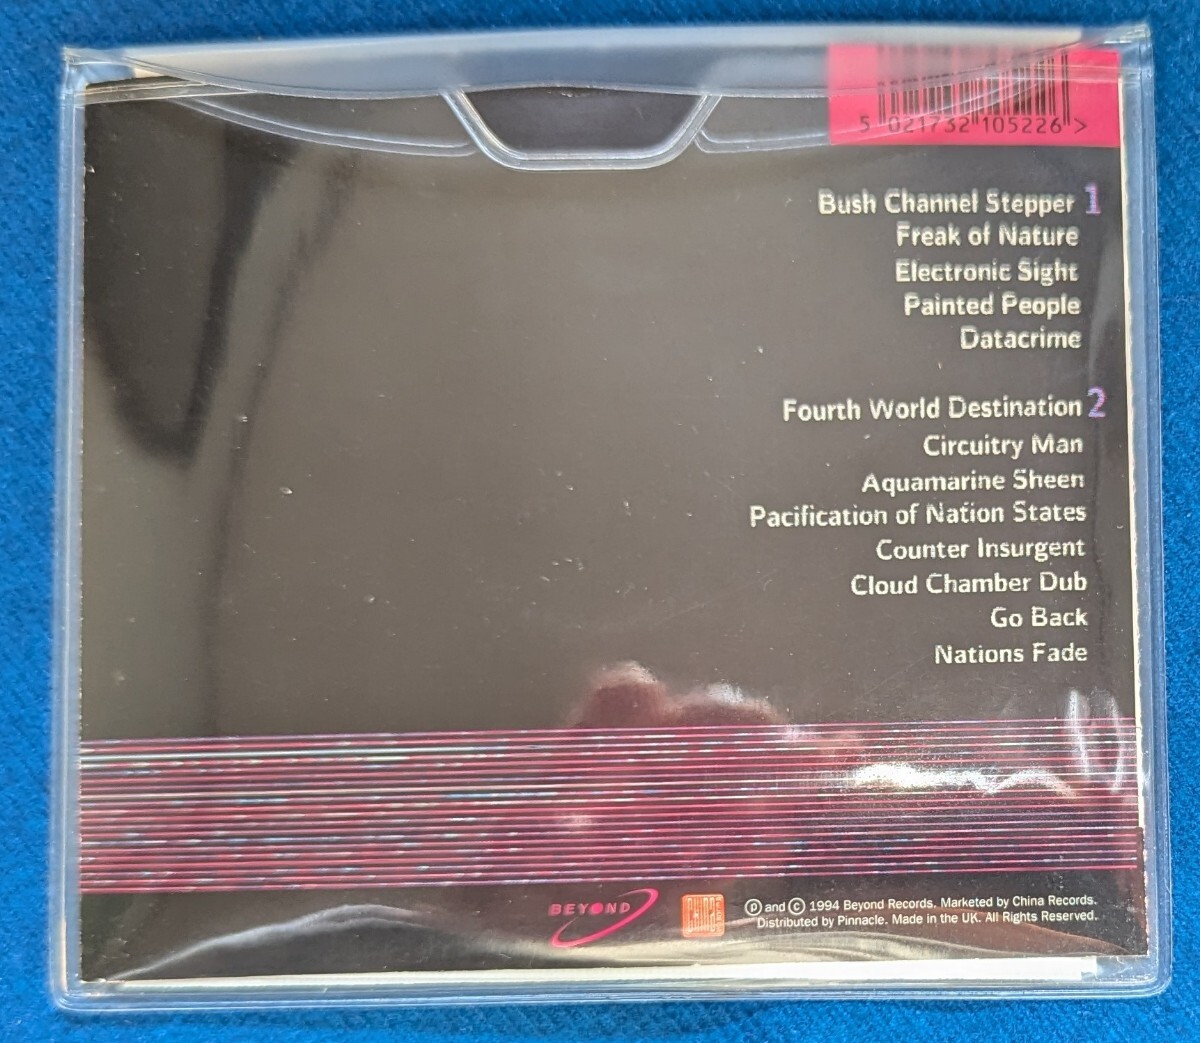 5 021732 105226 >
Bush Channel Stepper 1
Freak of Nature
Electronic Sight
Painted People
Datacrime
Fourth World Destination 2
Circuitry Man
Aquamarine Sheen
Pacification of Nation States
Counter Insurgent
Cloud Chamber Dub
Go Back
Nations Fade
BEYOND
CHINA
Ⓟ and © 1994 Beyond Records. Marketed by China Records.
Distributed by Pinnacle. Made in the UK. All Rights Reserved.